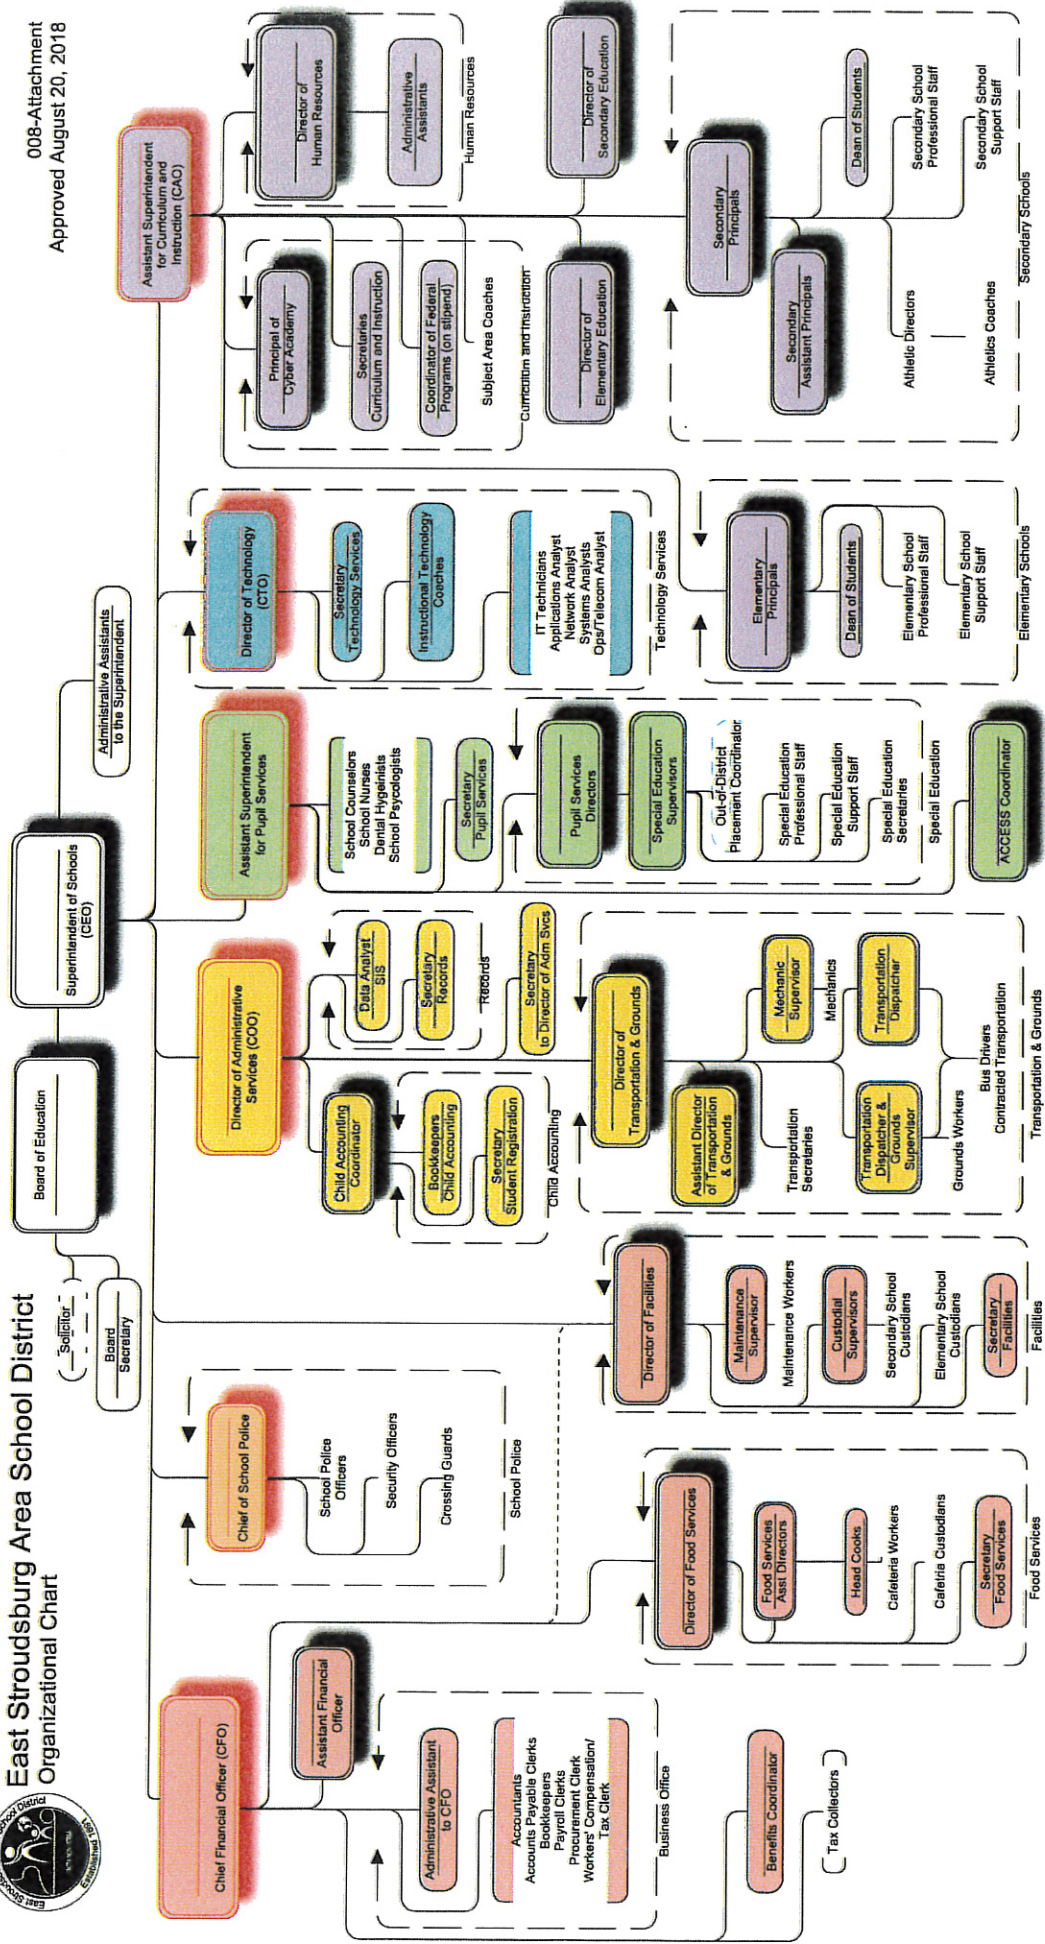 008-Attachment
Approved August 20, 2018
East Stroudsburg Area School District
Organizational Chart
Established 1891
Board of Education
Solicitor
Board
Secretary
Superintendent of Schools
(CEO)
Administrative Assistants
to the Superintendent
Chief Financial Officer (CFO)
Assistant Financial
Officer
Administrative Assistant
to CFO
Accountants
Accounts Payable Clerks
Bookkeepers
Payroll Clerks
Procurement Clerk
Workers' Compensation/
Tax Clerk
Business Office
Benefits Coordinator
Tax Collectors
Director of Food Services
Food Services
Asst Directors
Head Cooks
Cafeteria Workers
Cafetria Custodians
Secretary
Food Services
Food Services
Chief of School Police
School Police
Officers
Security Officers
Crossing Guards
School Police
Director of Facilities
Maintenance
Supervisor
Maintenance Workers
Custodial
Supervisors
Secondary School
Custodians
Elementary School
Custodians
Secretary
Facilities
Facilities
Director of Administrative
Services (COO)
Child Accounting
Coordinator
Bookkeepers
Child Accounting
Secretary
Student Registration
Child Accounting
Data Analyst
SIS
Secretary
Records
Records
Secretary
to Director of Adm Svcs
Director of
Transportation & Grounds
Assistant Director
of Transportation
& Grounds
Transportation
Secretaries
Mechanic
Supervisor
Mechanics
Transportation
Dispatcher &
Grounds
Supervisor
Transportation
Dispatcher
Grounds Workers
Bus Drivers
Contracted Transportation
Transportation & Grounds
Assistant Superintendent
for Pupil Services
School Counselors
School Nurses
Dental Hygeinists
School Psycologists
Secretary
Pupil Services
Pupil Services
Directors
Special Education
Supervisors
Out-of-District
Placement Coordinator
Special Education
Professional Staff
Special Education
Support Staff
Special Education
Secretaries
Special Education
ACCESS Coordinator
Director of Technology
(CTO)
Secretary
Technology Services
Instructional Technology
Coaches
IT Technicians
Applications Analyst
Network Analyst
Systems Analysts
Ops/Telecom Analyst
Technology Services
Assistant Superintendent
for Curriculum and
Instruction (CAO)
Principal of
Cyber Academy
Secretaries
Curriculum and Instruction
Coordinator of Federal
Programs (on stipend)
Subject Area Coaches
Curriculum and Instruction
Director of
Human Resources
Administrative
Assistants
Human Resources
Director of
Elementary Education
Director of
Secondary Education
Elementary
Principals
Dean of Students
Elementary School
Professional Staff
Elementary School
Support Staff
Elementary Schools
Secondary
Principals
Secondary
Assistant Principals
Dean of Students
Athletic Directors
Secondary School
Professional Staff
Athletics Coaches
Secondary School
Support Staff
Secondary Schools